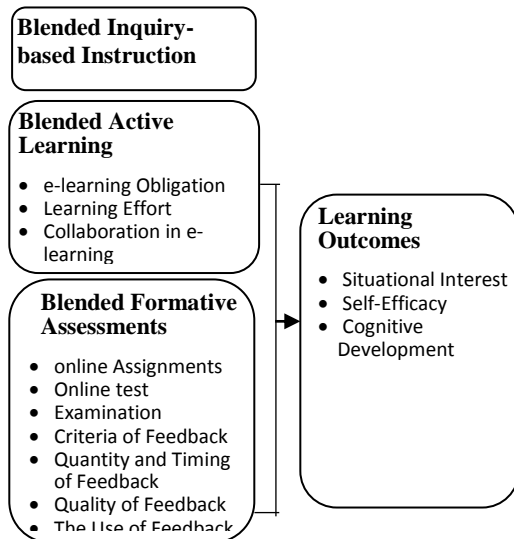 Blended Inquiry-
based Instruction
Blended Active
Learning
• e-learning Obligation
• Learning Effort
• Collaboration in e-
learning
Blended Formative
Assessments
• online Assignments
• Online test
• Examination
• Criteria of Feedback
• Quantity and Timing
of Feedback
• Quality of Feedback
• The Use of Feedback
Learning
Outcomes
• Situational Interest
• Self-Efficacy
• Cognitive
Development